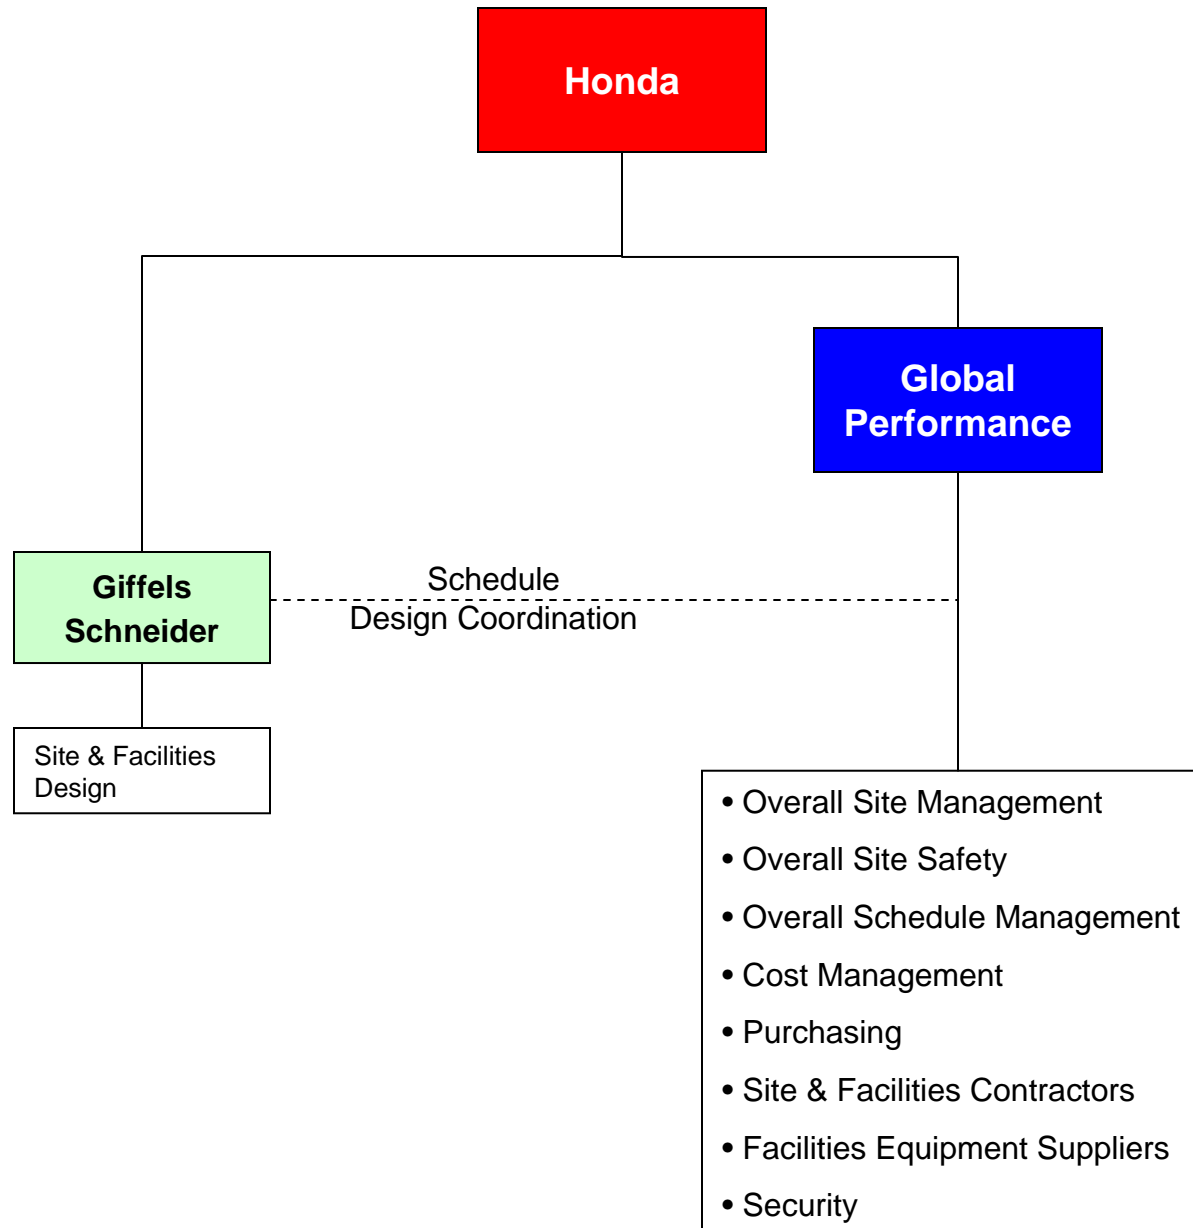 Honda
Global
Performance
Giffels
Schneider
Schedule
Design Coordination
Site & Facilities
Design
• Overall Site Management
• Overall Site Safety
• Overall Schedule Management
• Cost Management
• Purchasing
• Site & Facilities Contractors
• Facilities Equipment Suppliers
• Security